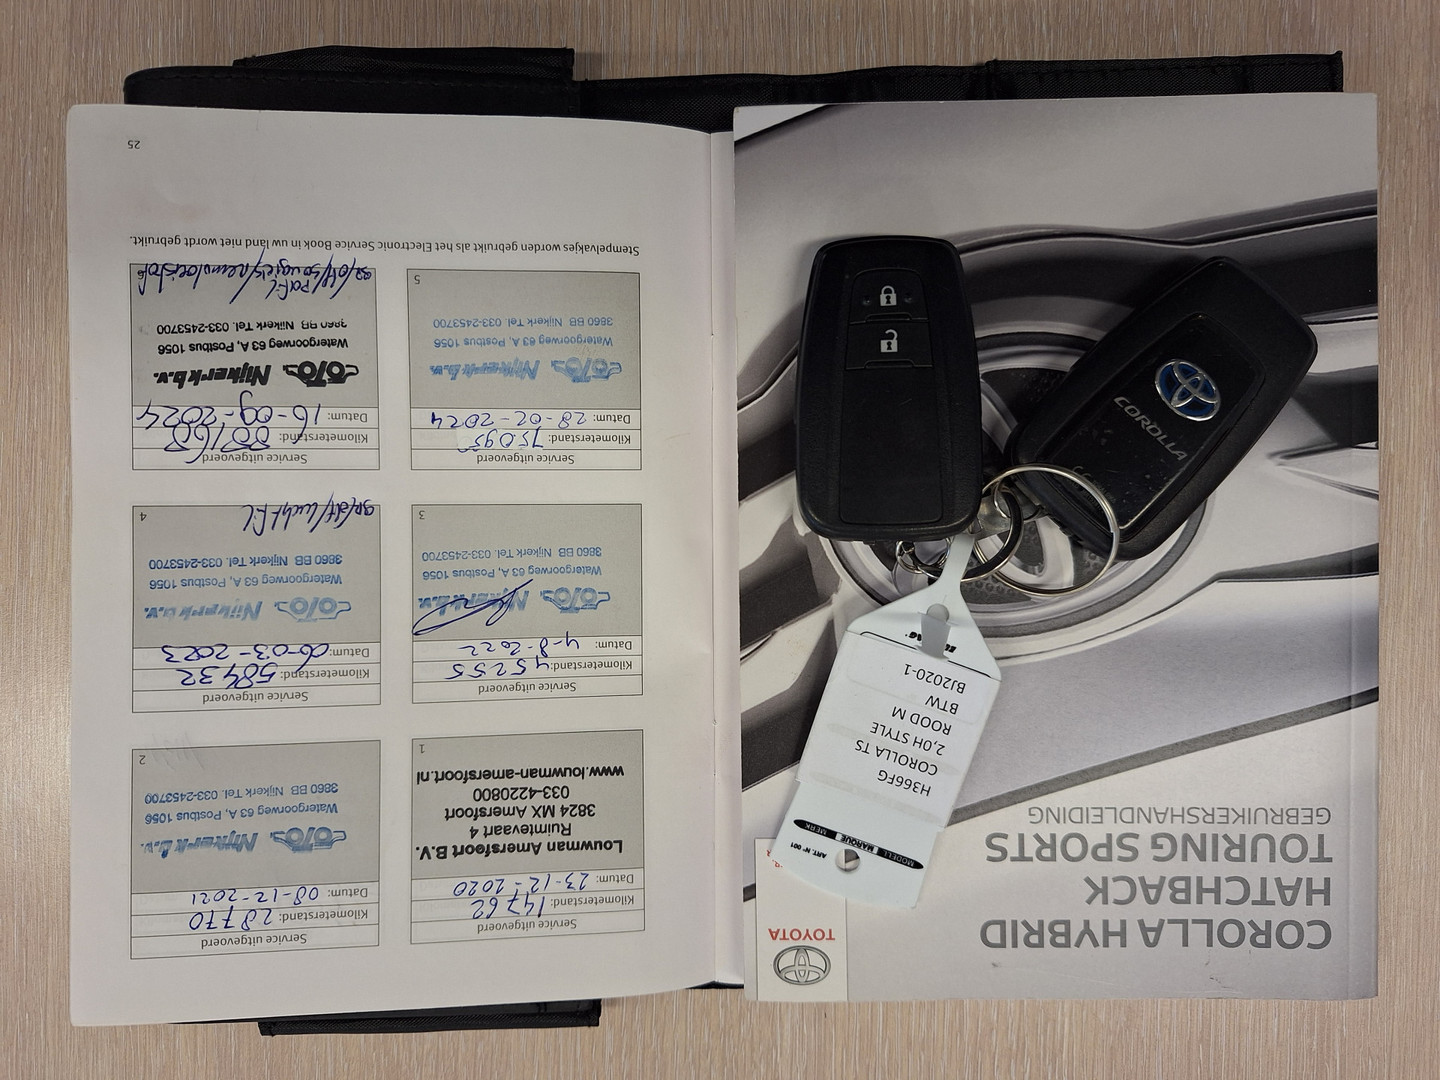 Service uitgevoerd
Kilometerstand: 14762
Datum: 23-12-2020
Louwman Amersfoort B.V.
Ruimtevaart 4
3824 MX Amersfoort
033-4220800
www.louwman-amersfoort.nl
1
Service uitgevoerd
Kilometerstand: 28770
Datum: 08-12-2021
Nijkerk b.v.
Watergoorweg 63 A, Postbus 1056
3860 BB Nijkerk Tel. 033-2453700
2
Service uitgevoerd
Kilometerstand: 45255
Datum: 4-8-2022
Nijkerk b.v.
Watergoorweg 63 A, Postbus 1056
3860 BB Nijkerk Tel. 033-2453700
3
Service uitgevoerd
Kilometerstand: 58432
Datum: 06-03-2023
Nijkerk b.v.
Watergoorweg 63 A, Postbus 1056
3860 BB Nijkerk Tel. 033-2453700
4
Service uitgevoerd
Kilometerstand: 75095
Datum: 28-02-2024
Nijkerk b.v.
Watergoorweg 63 A, Postbus 1056
3860 BB Nijkerk Tel. 033-2453700
5
Service uitgevoerd
Kilometerstand: 88168
Datum: 16-09-2024
Nijkerk b.v.
Watergoorweg 63 A, Postbus 1056
3860 BB Nijkerk Tel. 033-2453700
Stempelvakjes worden gebruikt als het Electronic Service Book in uw land niet wordt gebruikt.
25
TOYOTA
COROLLA HYBRID
HATCHBACK
TOURING SPORTS
GEBRUIKERSHANDLEIDING
ART. N° 001
MODELL MARQUE MERK
H366FG
COROLLA TS
2,0H STYLE
ROOD M
BTW
BJ2020-1
COROLLA